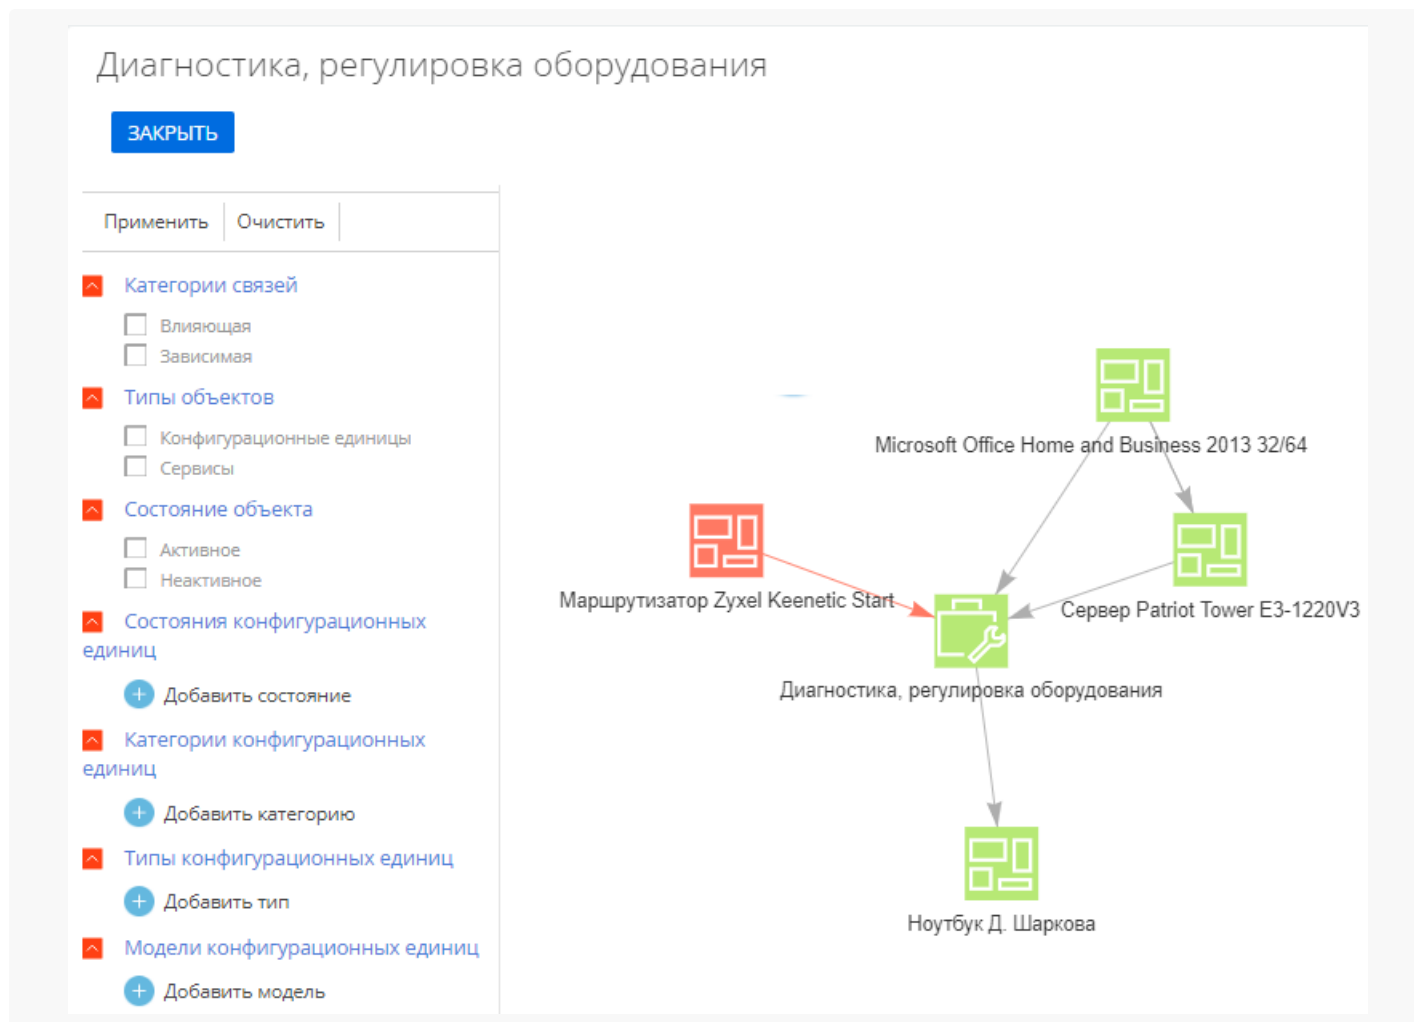 Диагностика, регулировка оборудования
ЗАКРЫТЬ
Применить Очистить
Категории связей
Влияющая
Зависимая
Типы объектов
Конфигурационные единицы
Сервисы
Состояние объекта
Активное
Неактивное
Состояния конфигурационных
единиц
Добавить состояние
Категории конфигурационных
единиц
Добавить категорию
Типы конфигурационных единиц
Добавить тип
Модели конфигурационных единиц
Добавить модель
Microsoft Office Home and Business 2013 32/64
Маршрутизатор Zyxel Keenetic Start
Сервер Patriot Tower E3-1220V3
Диагностика, регулировка оборудования
Ноутбук Д. Шаркова